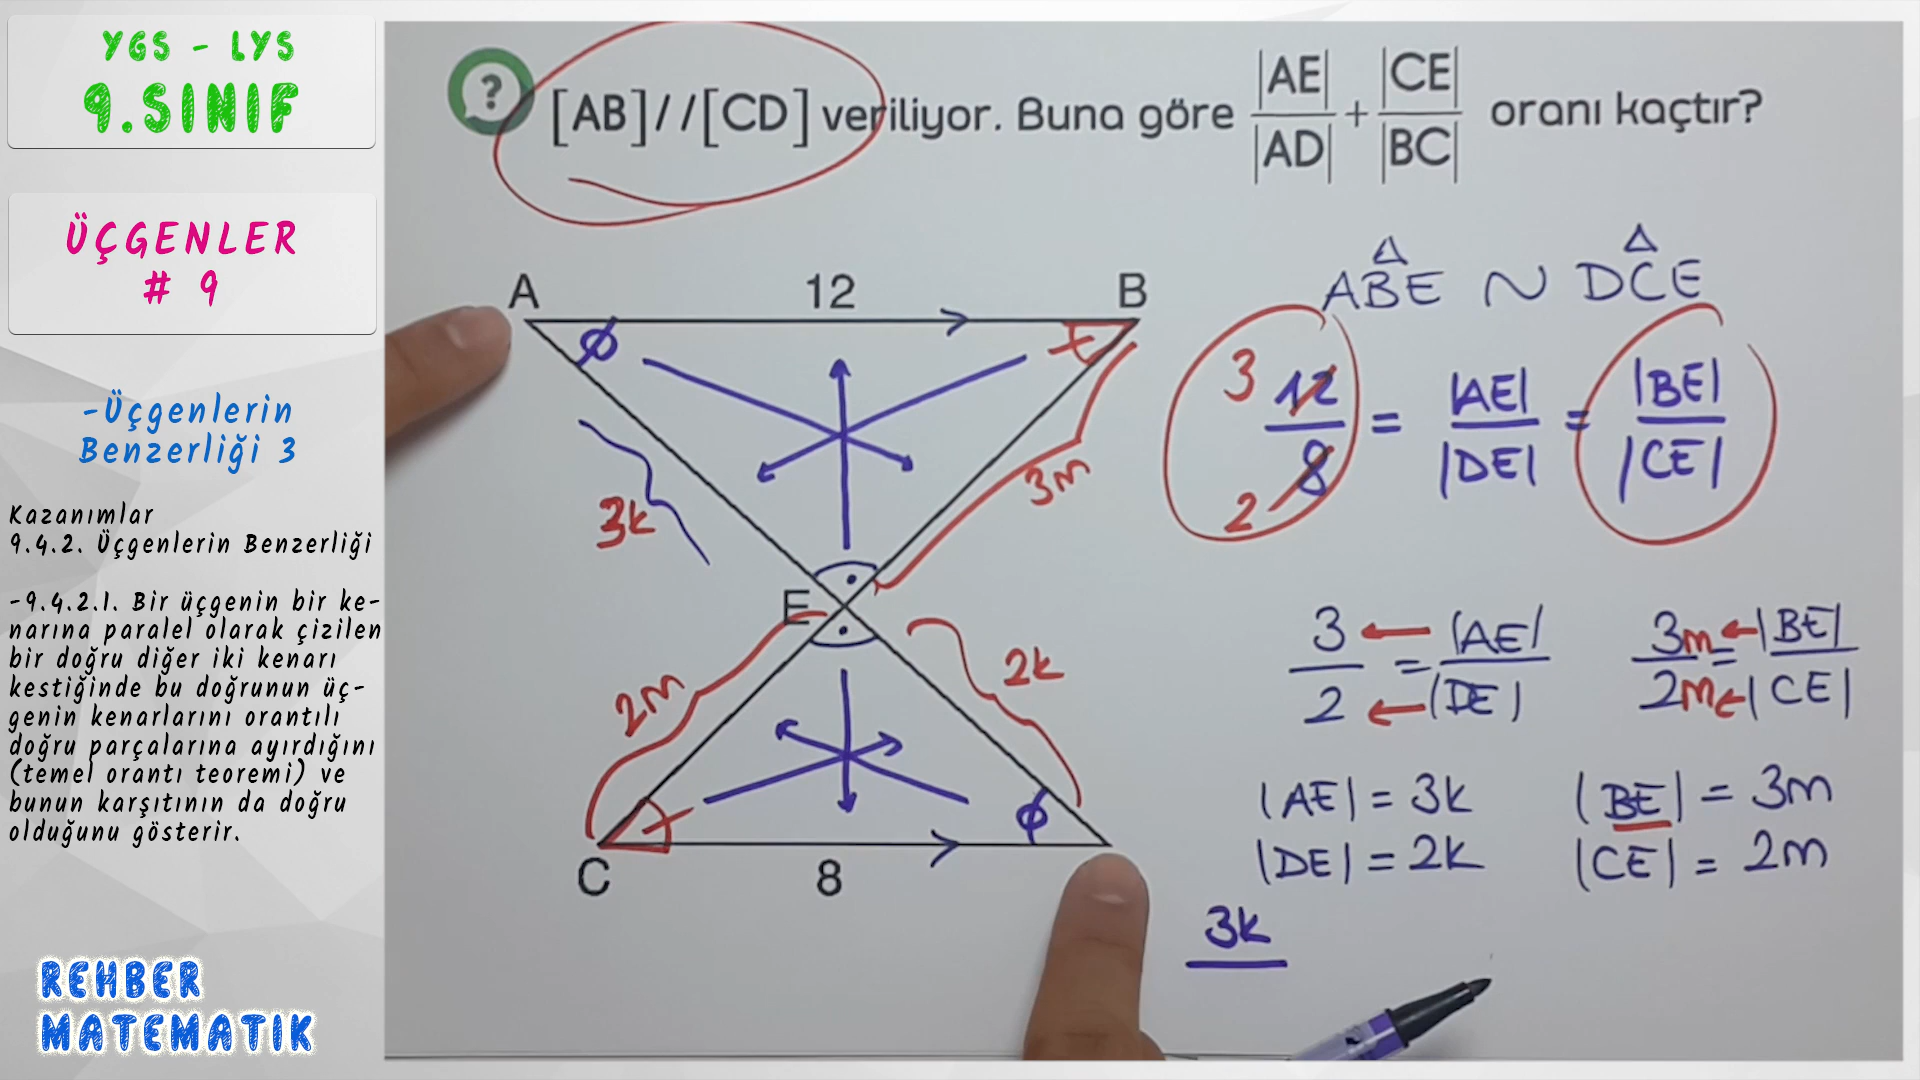 YGS - LYS
9.SINIF
ÜÇGENLER
# 9
-Üçgenlerin
Benzerliği 3
Kazanımlar
9.4.2. Üçgenlerin Benzerliği
-9.4.2.1. Bir üçgenin bir ke-
narına paralel olarak çizilen
bir doğru diğer iki kenarı
kestiğinde bu doğrunun üç-
genin kenarlarını orantılı
doğru parçalarına ayırdığını
(temel orantı teoremi) ve
bunun karşıtının da doğru
olduğunu gösterir.
REHBER
MATEMATIK
? [AB]//[CD] veriliyor. Buna göre |AE|/|AD| + |CE|/|BC| oranı kaçtır?
A 12 B
ϕ x
3k 3m
E
2m 2k
x ϕ
C 8
ABE ~ DCE
3 12/8 2 = |AE|/|DE| = |BE|/|CE|
3/2 = |AE|/|DE| 3m/2m = |BE|/|CE|
|AE| = 3k |BE| = 3m
|DE| = 2k |CE| = 2m
3k